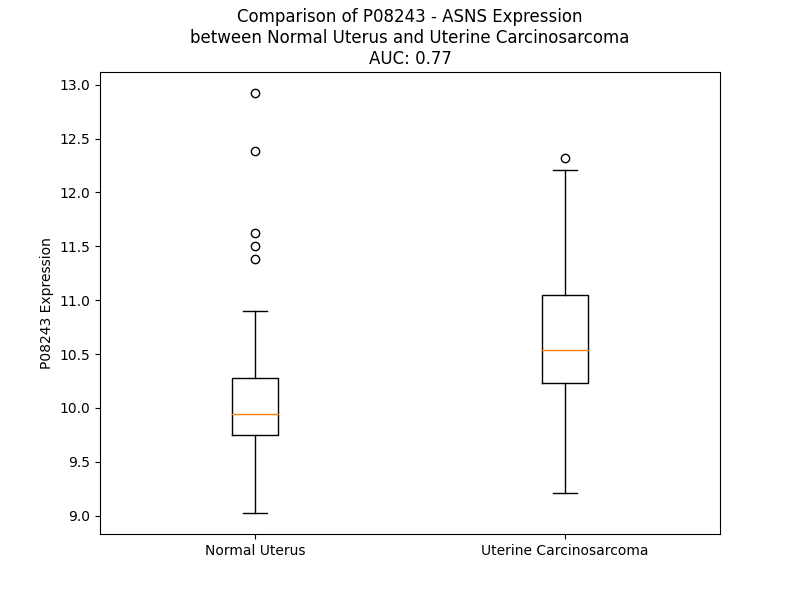 Comparison of P08243 - ASNS Expression
between Normal Uterus and Uterine Carcinosarcoma
AUC: 0.77
13.0
12.5
12.0
11.5
11.0
10.5
10.0
9.5
9.0
P08243 Expression
Normal Uterus
Uterine Carcinosarcoma